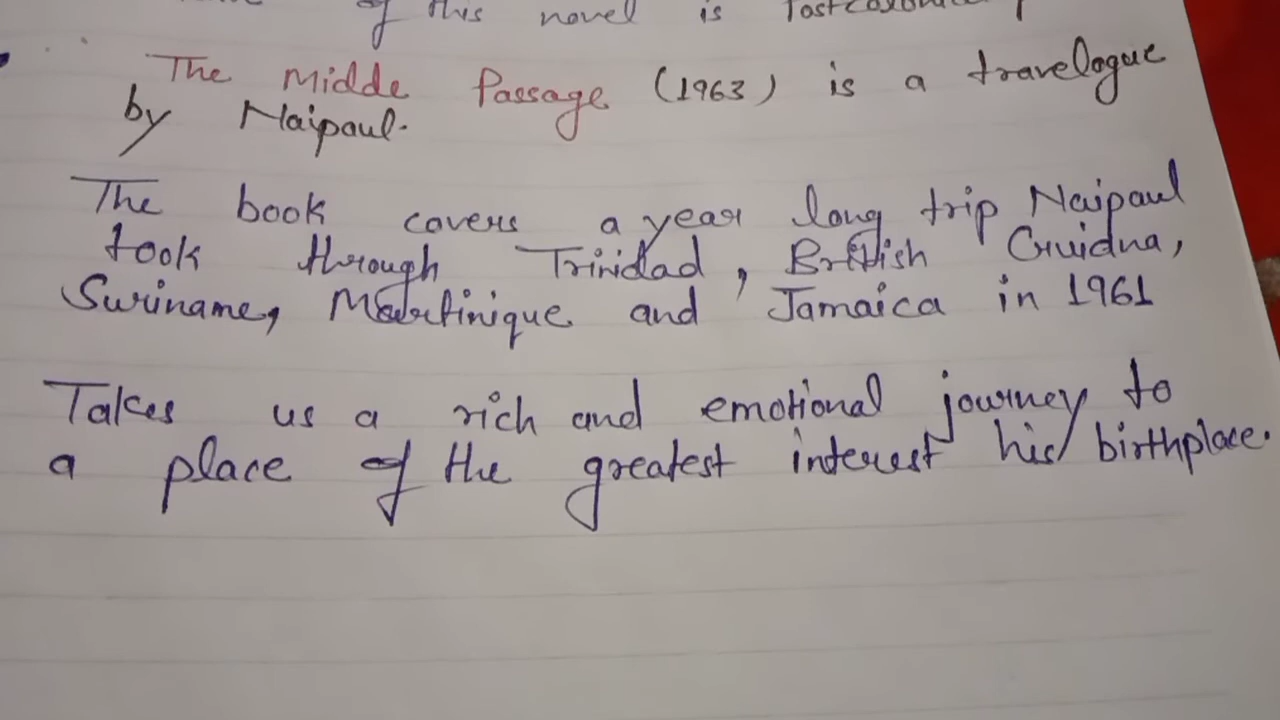 of this novel is
The Midde Passage (1963) is a travelogue
by Naipaul.
The book covers a year long trip Naipaul
took through Trinidad, British Guidna,
Suriname, Martinique and Jamaica in 1961
Takes us a rich and emotional journey to
a place of the greatest interest his birthplace.